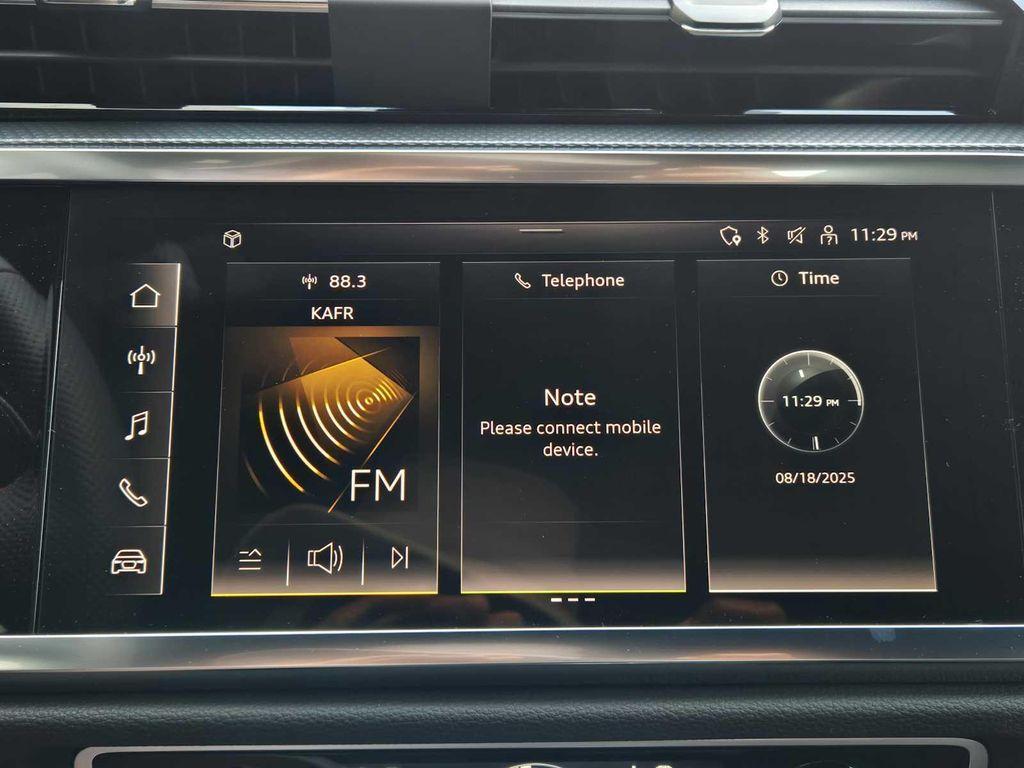 11:29 PM
88.3
KAFR
FM
Telephone
Note
Please connect mobile
device.
Time
11:29 PM
08/18/2025